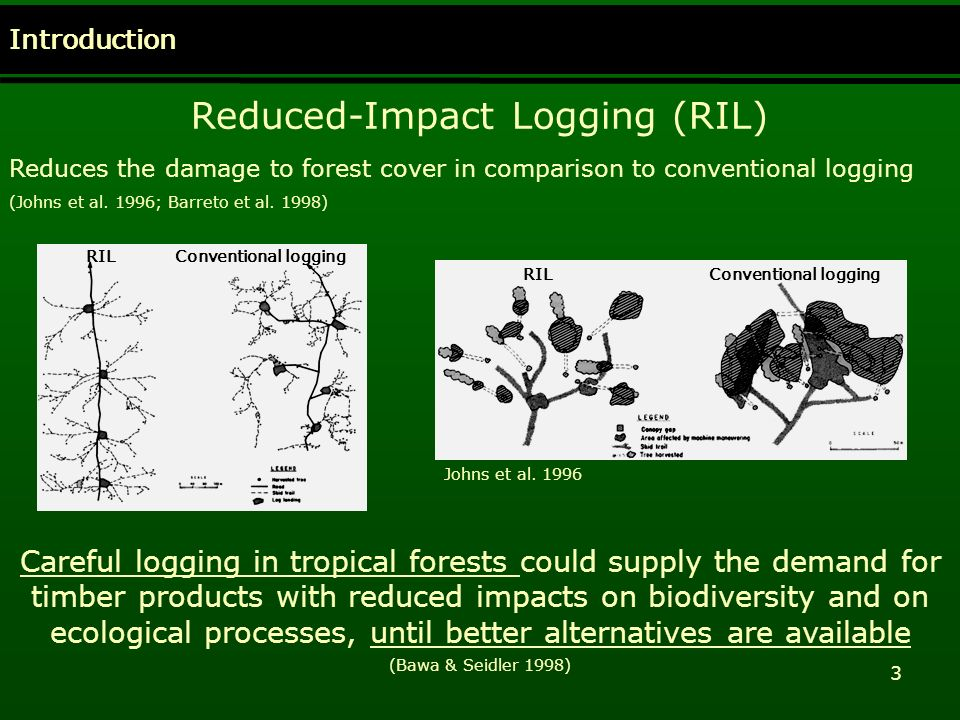 Introduction
Reduced-Impact Logging (RIL)
Reduces the damage to forest cover in comparison to conventional logging
(Johns et al. 1996; Barreto et al. 1998)
RIL Conventional logging
LEGEND
SCALE
Harvested tree
Road
Skid trail
Log landing
RIL Conventional logging
LEGEND
Canopy gap
Area affected by machine maneuvering
Skid trail
Tree harvested
SCALE
0 50 m
Johns et al. 1996
Careful logging in tropical forests could supply the demand for
timber products with reduced impacts on biodiversity and on
ecological processes, until better alternatives are available
(Bawa & Seidler 1998)
3